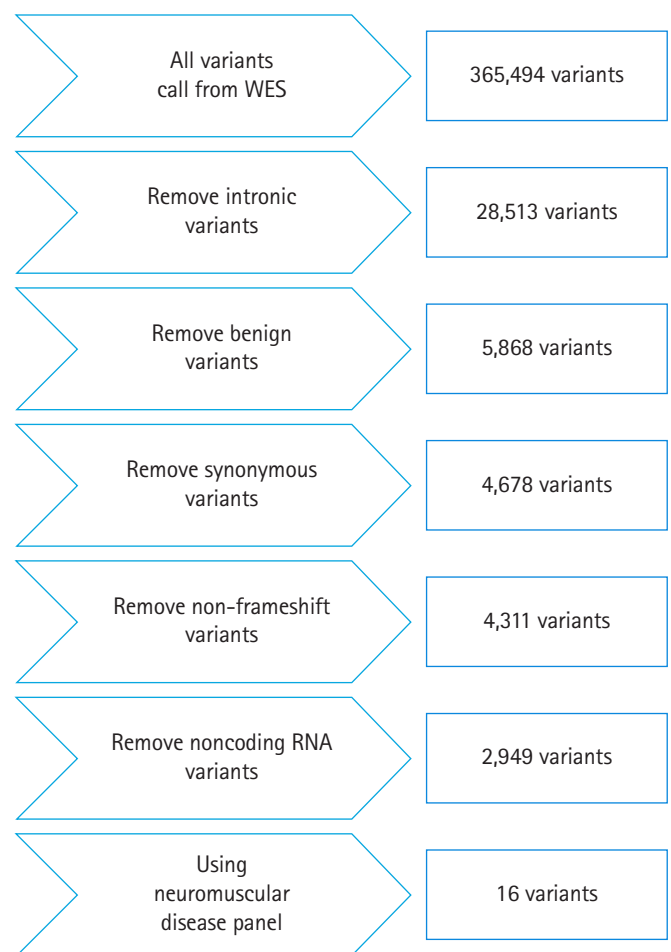 All variants
call from WES
365,494 variants
Remove intronic
variants
28,513 variants
Remove benign
variants
5,868 variants
Remove synonymous
variants
4,678 variants
Remove non-frameshift
variants
4,311 variants
Remove noncoding RNA
variants
2,949 variants
Using
neuromuscular
disease panel
16 variants